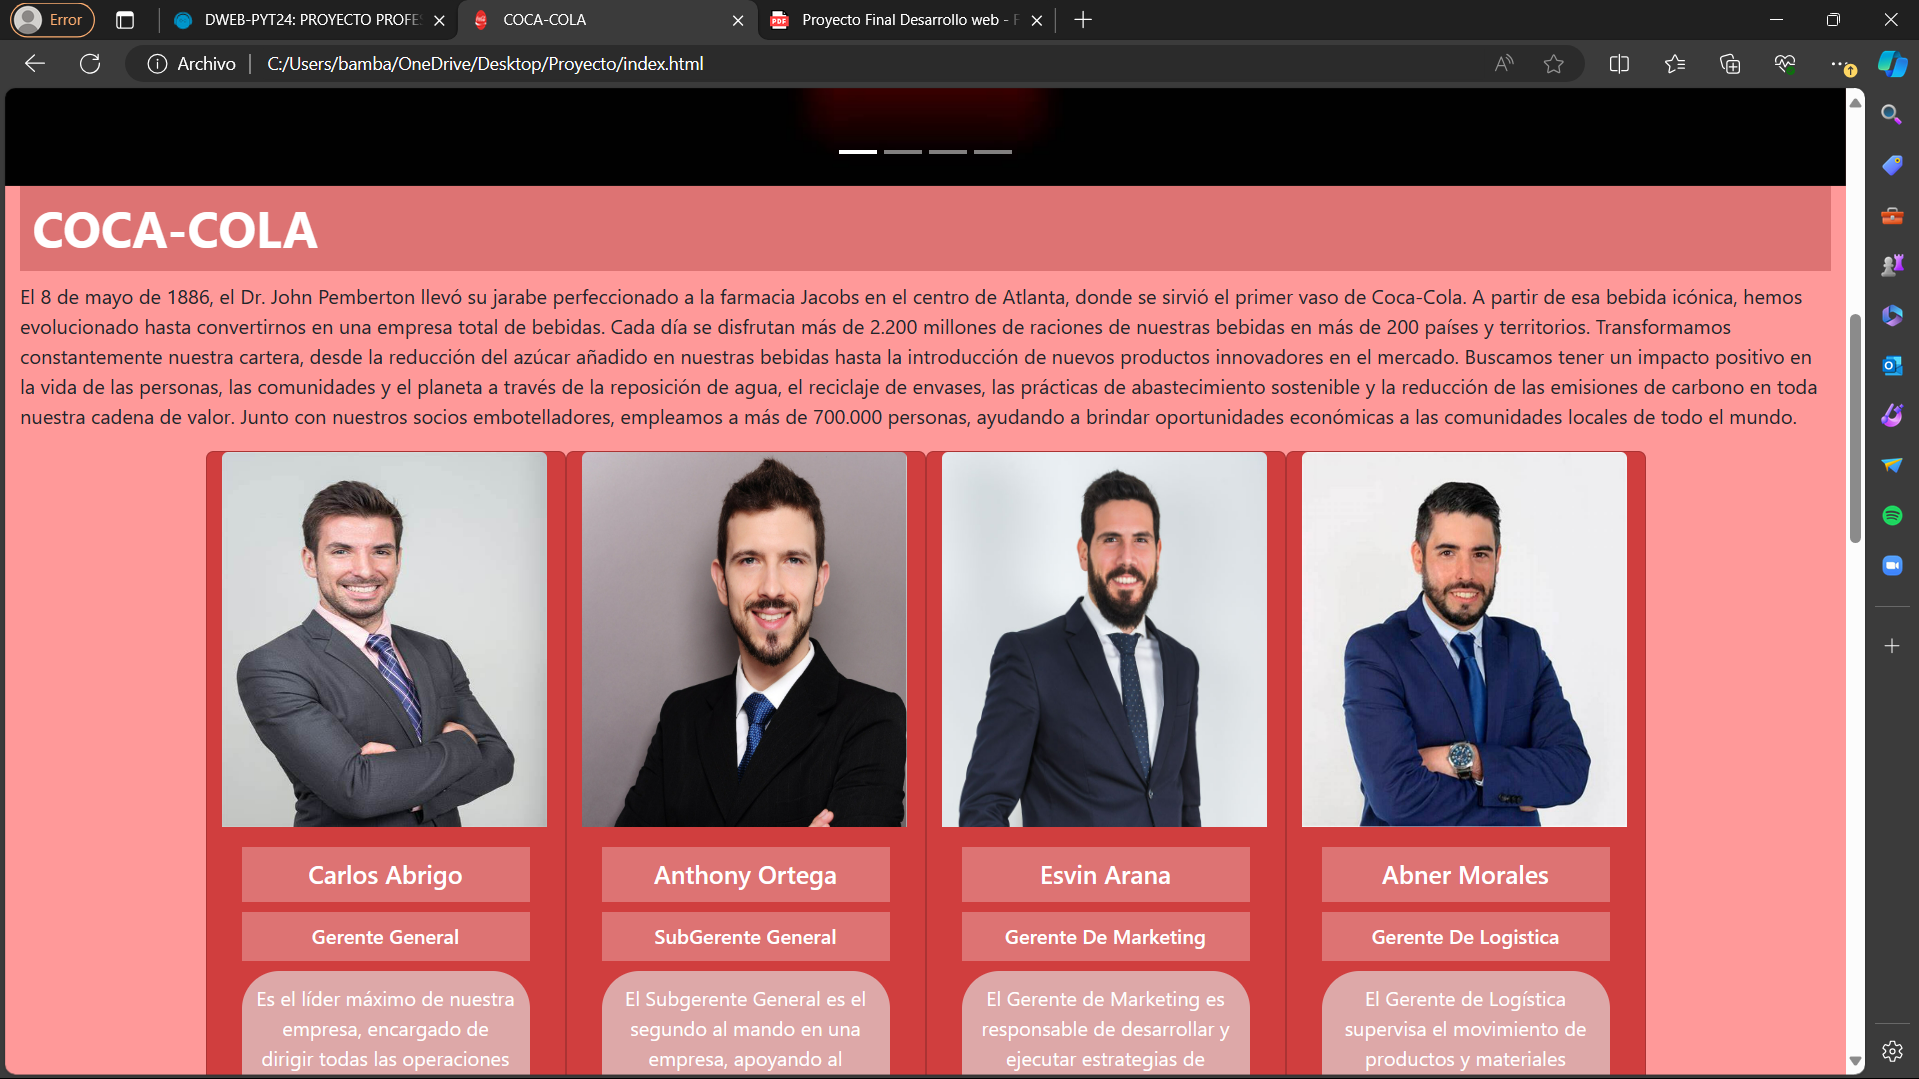 Error
DWEB-PYT24: PROYECTO PROFES
COCA-COLA
Proyecto Final Desarrollo web - F
Archivo
C:/Users/bamba/OneDrive/Desktop/Proyecto/index.html
COCA-COLA
El 8 de mayo de 1886, el Dr. John Pemberton llevó su jarabe perfeccionado a la farmacia Jacobs en el centro de Atlanta, donde se sirvió el primer vaso de Coca-Cola. A partir de esa bebida icónica, hemos
evolucionado hasta convertirnos en una empresa total de bebidas. Cada día se disfrutan más de 2.200 millones de raciones de nuestras bebidas en más de 200 países y territorios. Transformamos
constantemente nuestra cartera, desde la reducción del azúcar añadido en nuestras bebidas hasta la introducción de nuevos productos innovadores en el mercado. Buscamos tener un impacto positivo en
la vida de las personas, las comunidades y el planeta a través de la reposición de agua, el reciclaje de envases, las prácticas de abastecimiento sostenible y la reducción de las emisiones de carbono en toda
nuestra cadena de valor. Junto con nuestros socios embotelladores, empleamos a más de 700.000 personas, ayudando a brindar oportunidades económicas a las comunidades locales de todo el mundo.
Carlos Abrigo
Gerente General
Es el líder máximo de nuestra
empresa, encargado de
dirigir todas las operaciones
Anthony Ortega
SubGerente General
El Subgerente General es el
segundo al mando en una
empresa, apoyando al
Esvin Arana
Gerente De Marketing
El Gerente de Marketing es
responsable de desarrollar y
ejecutar estrategias de
Abner Morales
Gerente De Logistica
El Gerente de Logística
supervisa el movimiento de
productos y materiales